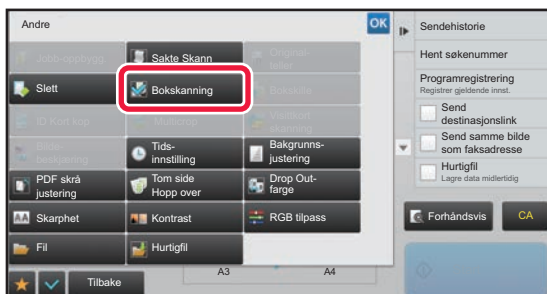 Andre
OK
Jobb-oppbygg
Sakte Skann
Original-
teller
Slett
Bokskanning
Bokskille
ID Kort kop
Multicrop
Visittkort
skanning
Bilde-
beskjæring
Tids-
innstilling
Bakgrunns-
justering
PDF skrå
justering
Tom side
Hopp over
Drop Out-
farge
AA Skarphet
Kontrast
RGB tilpass
Fil
Hurtigfil
Tilbake
A3
A4
Sendehistorie
Hent søkenummer
Programregistrering
Registrer gjeldende innst.
Send
destinasjonslink
Send samme bilde
som faksadresse
Hurtigfil
Lagre data midlertidig
Forhåndsvis
CA